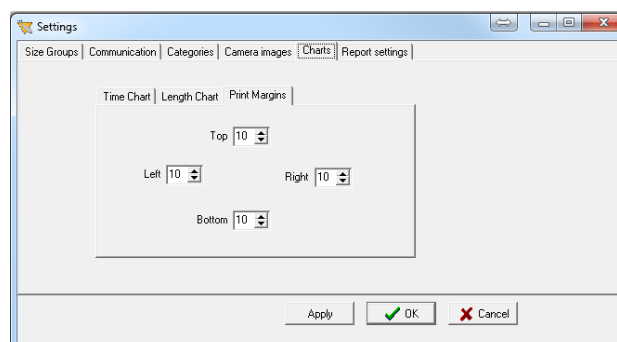 Settings
Size Groups Communication Categories Camera images Charts Report settings
Time Chart Length Chart Print Margins
Top 10
Left 10 Right 10
Bottom 10
Apply OK Cancel